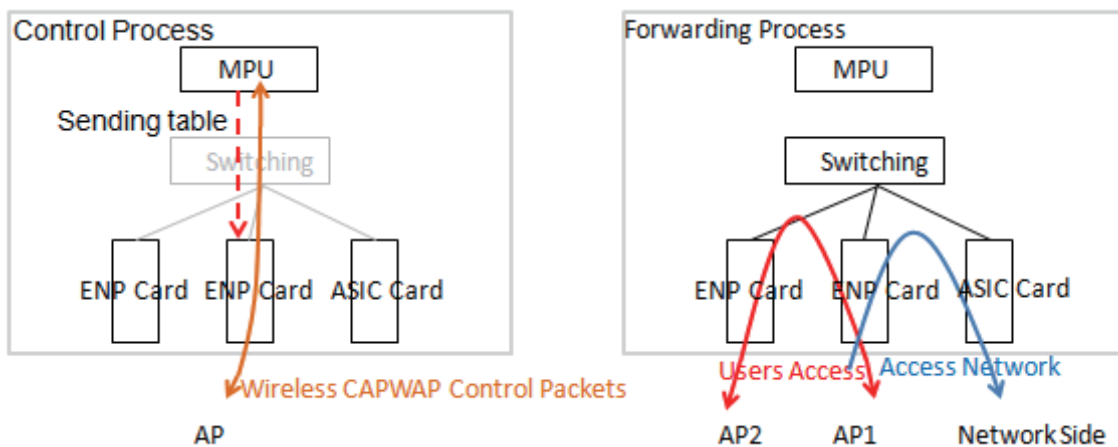 Control Process
MPU
Sending table
Switching
ENP Card
ENP Card
ASIC Card
Wireless CAPWAP Control Packets
AP
Forwarding Process
MPU
Switching
ENP Card
ENP Card
ASIC Card
Users Access
Access Network
AP2
AP1
Network Side